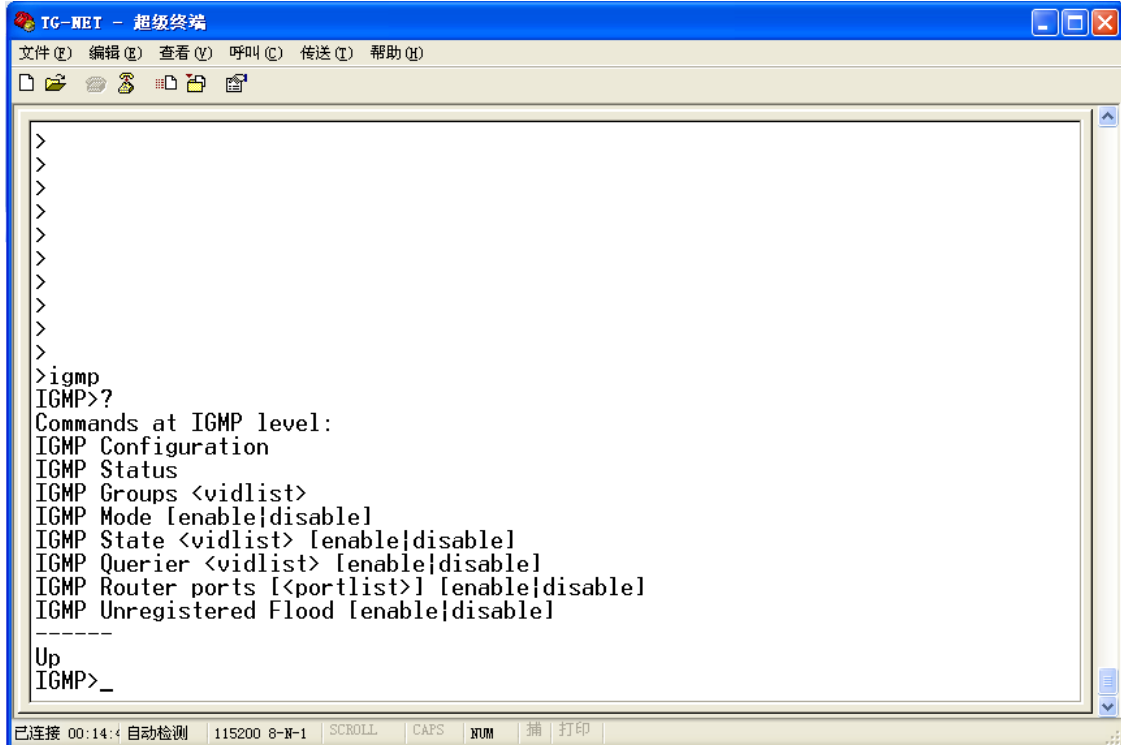 TG-NET - 超级终端
文件(F) 编辑(E) 查看(V) 呼叫(C) 传送(T) 帮助(H)
>
>
>
>
>
>
>
>
>
>
>igmp
IGMP>?
Commands at IGMP level:
IGMP Configuration
IGMP Status
IGMP Groups <vidlist>
IGMP Mode [enable|disable]
IGMP State <vidlist> [enable|disable]
IGMP Querier <vidlist> [enable|disable]
IGMP Router ports [<portlist>] [enable|disable]
IGMP Unregistered Flood [enable|disable]
------
Up
IGMP>_
已连接 00:14: 自动检测 115200 8-N-1 SCROLL CAPS NUM 捕 打印